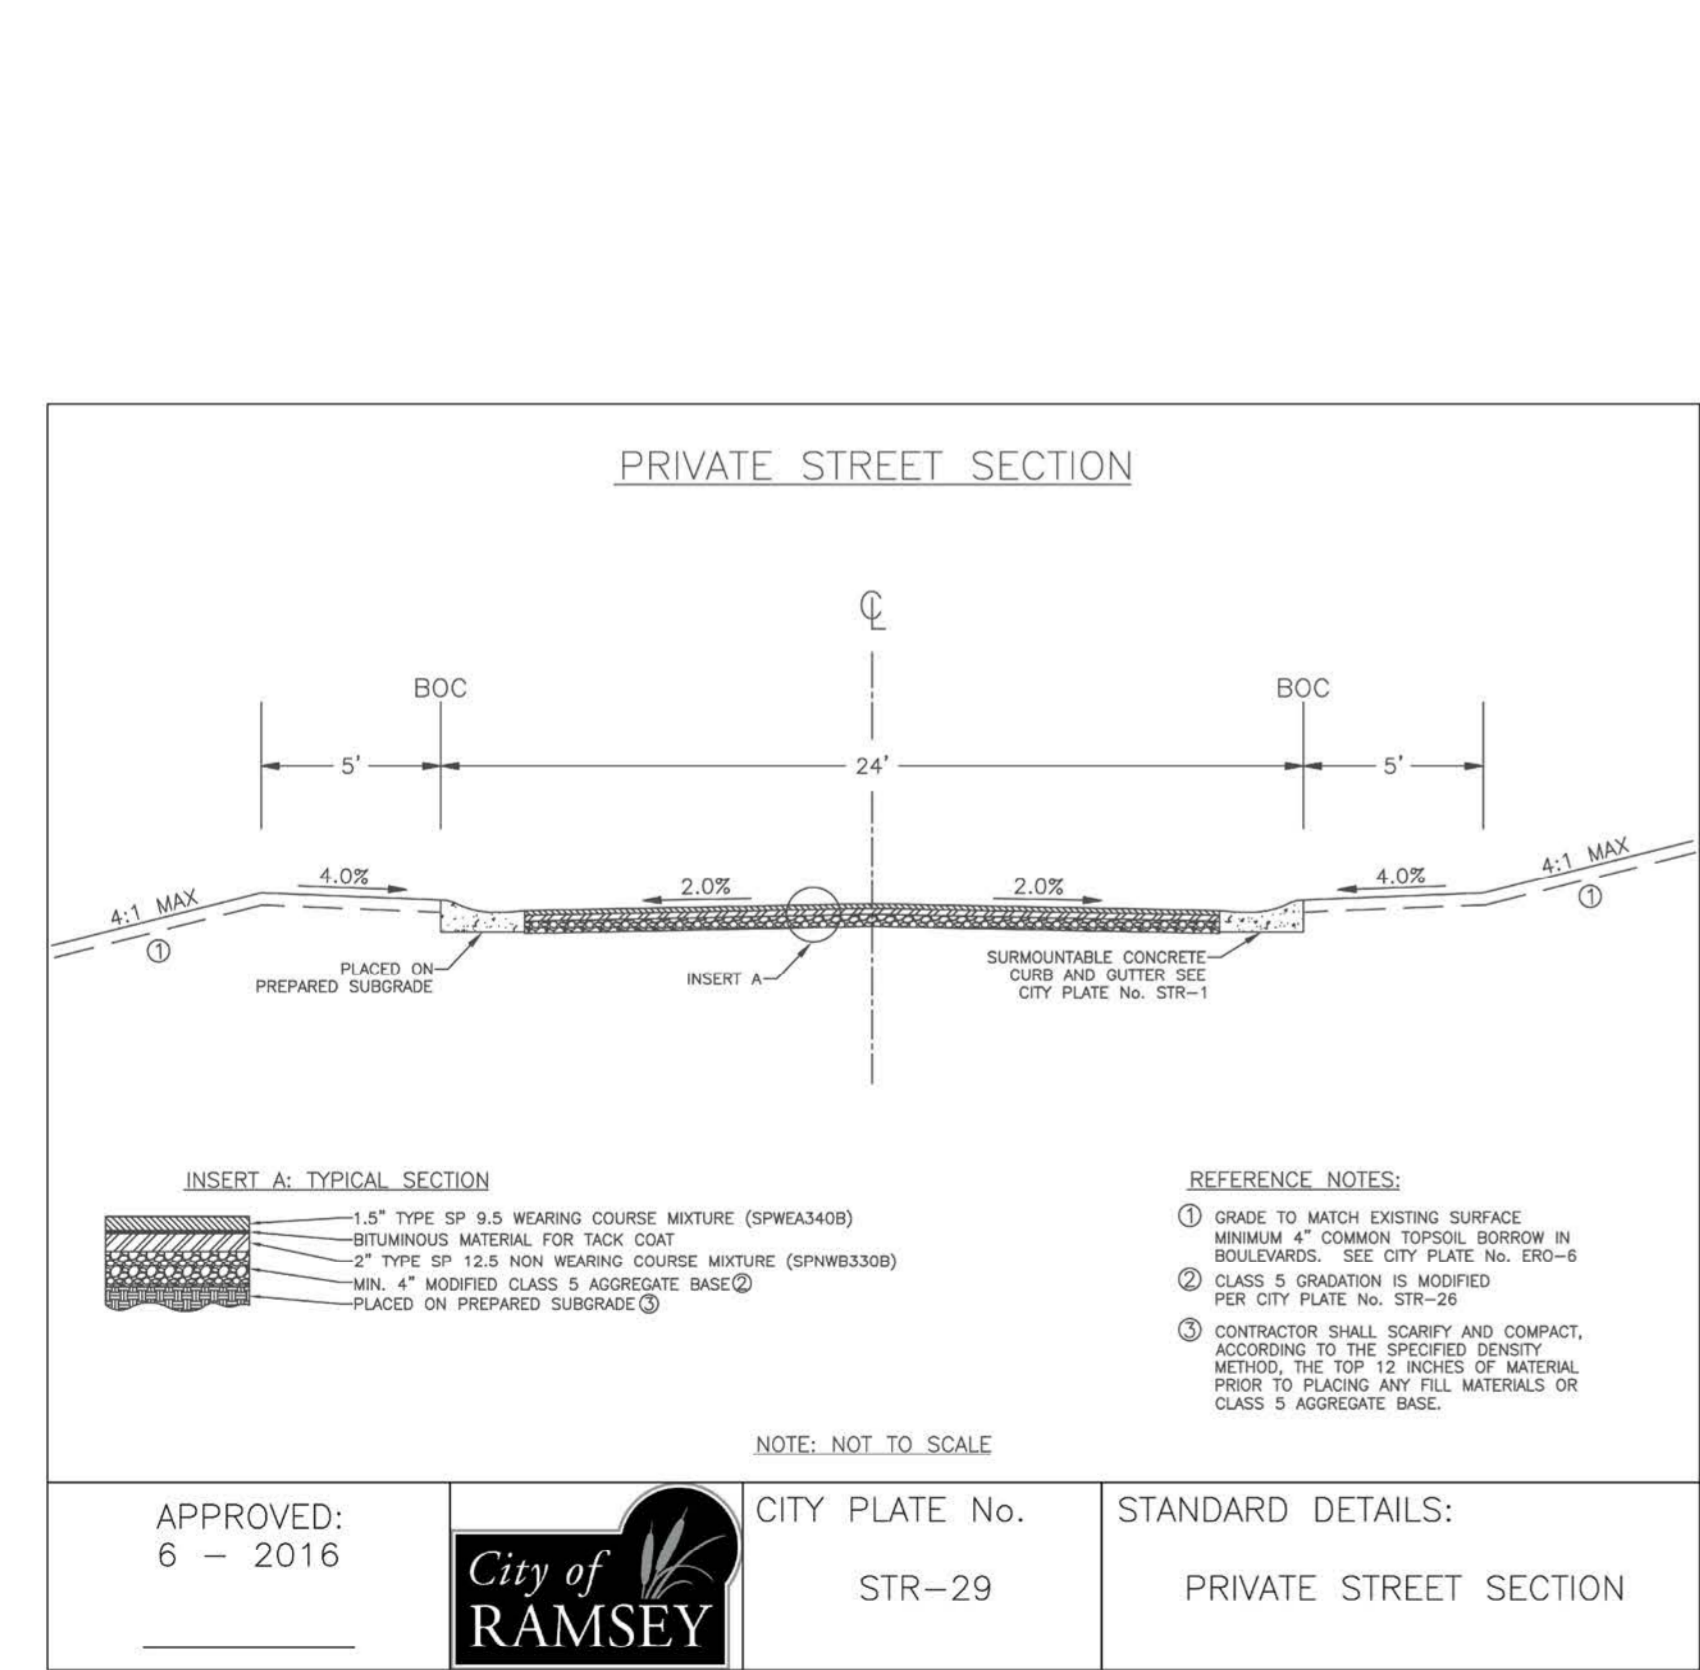 PRIVATE STREET SECTION
℄
BOC
BOC
5'
24'
5'
4:1 MAX
4.0%
2.0%
2.0%
4.0%
4:1 MAX
①
①
PLACED ON
PREPARED SUBGRADE
INSERT A
SURMOUNTABLE CONCRETE
CURB AND GUTTER SEE
CITY PLATE No. STR-1
INSERT A: TYPICAL SECTION
1.5" TYPE SP 9.5 WEARING COURSE MIXTURE (SPWEA340B)
BITUMINOUS MATERIAL FOR TACK COAT
2" TYPE SP 12.5 NON WEARING COURSE MIXTURE (SPNWB330B)
MIN. 4" MODIFIED CLASS 5 AGGREGATE BASE②
PLACED ON PREPARED SUBGRADE③
REFERENCE NOTES:
① GRADE TO MATCH EXISTING SURFACE
MINIMUM 4" COMMON TOPSOIL BORROW IN
BOULEVARDS. SEE CITY PLATE No. ERO-6
② CLASS 5 GRADATION IS MODIFIED
PER CITY PLATE No. STR-26
③ CONTRACTOR SHALL SCARIFY AND COMPACT,
ACCORDING TO THE SPECIFIED DENSITY
METHOD, THE TOP 12 INCHES OF MATERIAL
PRIOR TO PLACING ANY FILL MATERIALS OR
CLASS 5 AGGREGATE BASE.
NOTE: NOT TO SCALE
APPROVED:
6 - 2016
City of
RAMSEY
CITY PLATE No.
STR-29
STANDARD DETAILS:
PRIVATE STREET SECTION